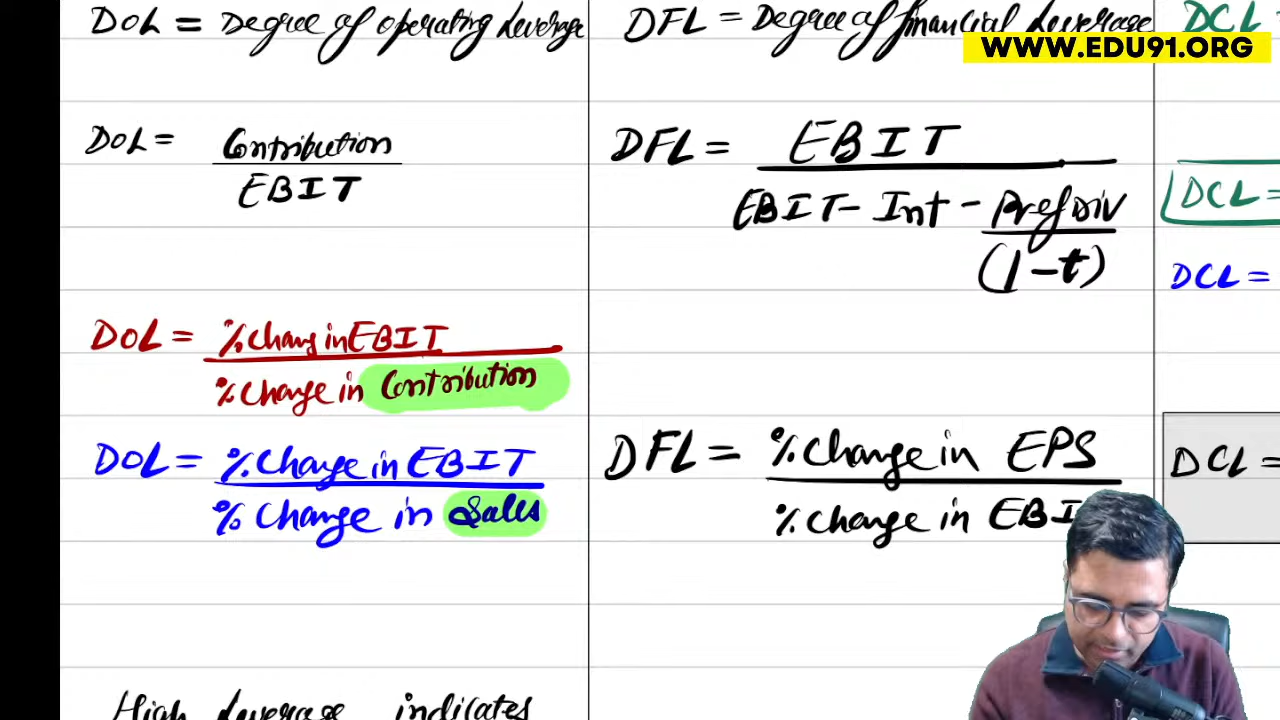 DOL = Degree of operating Leverage
DOL = Contribution
EBIT
DOL = % Chang in EBIT
% Change in Contribution
DOL = % Change in EBIT
% Change in Sales
High Leverage indicates
DFL = Degree of financial Leverage
DFL = EBIT
EBIT - Int - Pref Div
(1-t)
DFL = % Change in EPS
% Change in EBI
DCL =
WWW.EDU91.ORG
DCL =
DCL =
DCL =